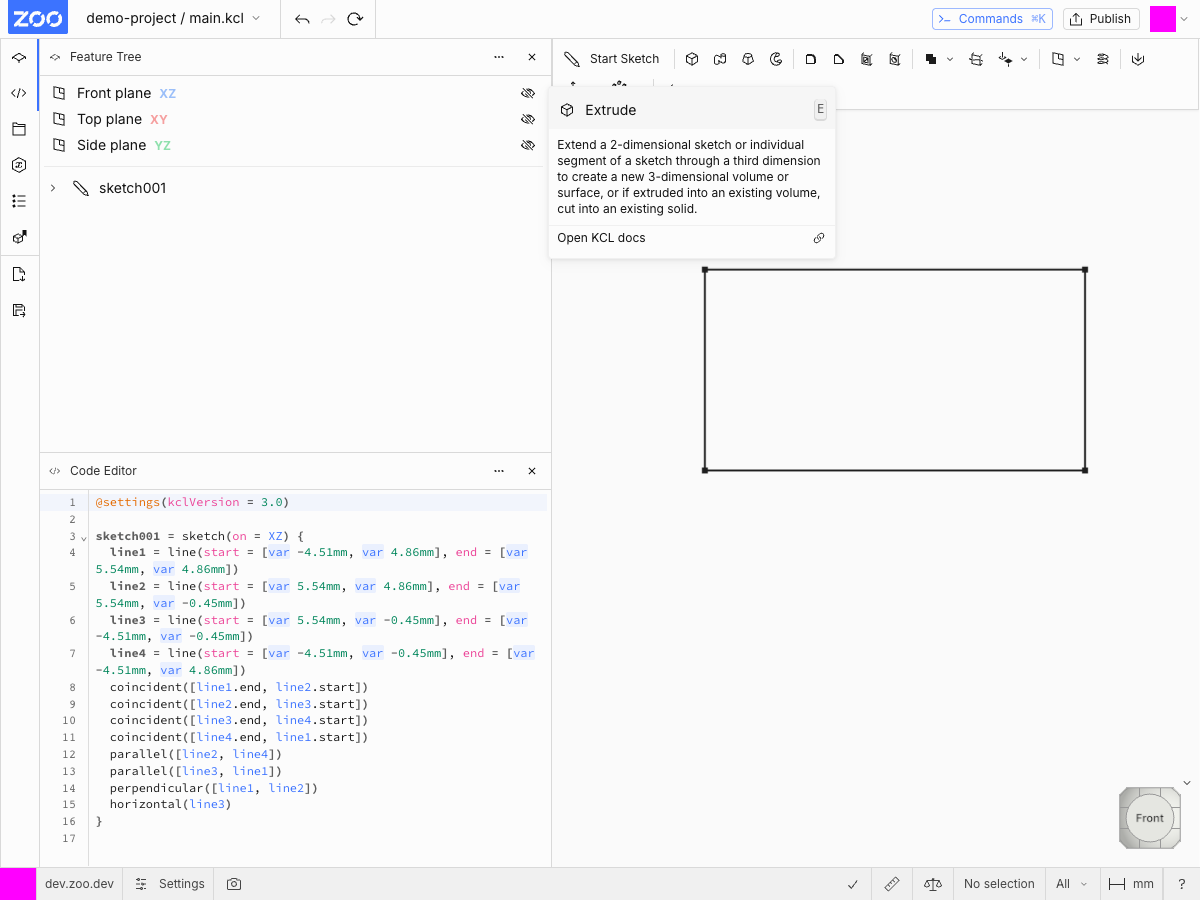 ZOO
demo-project / main.kcl
Commands ⌘K
Publish
Feature Tree
Start Sketch
Front plane XZ
Top plane XY
Side plane YZ
sketch001
Extrude E
Extend a 2-dimensional sketch or individual
segment of a sketch through a third dimension
to create a new 3-dimensional volume or
surface, or if extruded into an existing volume,
cut into an existing solid.
Open KCL docs
Code Editor
1 @settings(kclVersion = 3.0)
2
3 sketch001 = sketch(on = XZ) {
4 line1 = line(start = [var -4.51mm, var 4.86mm], end = [var
5.54mm, var 4.86mm])
5 line2 = line(start = [var 5.54mm, var 4.86mm], end = [var
5.54mm, var -0.45mm])
6 line3 = line(start = [var 5.54mm, var -0.45mm], end = [var
-4.51mm, var -0.45mm])
7 line4 = line(start = [var -4.51mm, var -0.45mm], end = [var
-4.51mm, var 4.86mm])
8 coincident([line1.end, line2.start])
9 coincident([line2.end, line3.start])
10 coincident([line3.end, line4.start])
11 coincident([line4.end, line1.start])
12 parallel([line2, line4])
13 parallel([line3, line1])
14 perpendicular([line1, line2])
15 horizontal(line3)
16 }
17
Front
dev.zoo.dev
Settings
No selection
All
mm
?